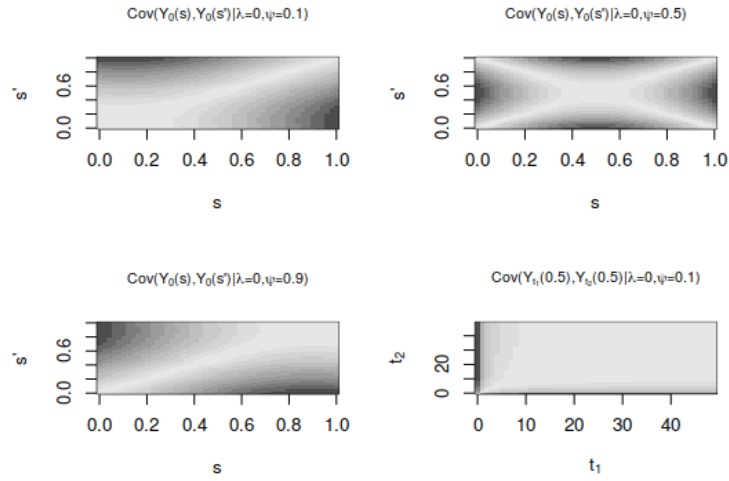 Cov(Y₀(s),Y₀(s')|λ=0,ψ=0.1)
s'
0.0 0.6
0.0 0.2 0.4 0.6 0.8 1.0
s
Cov(Y₀(s),Y₀(s')|λ=0,ψ=0.5)
s'
0.0 0.6
0.0 0.2 0.4 0.6 0.8 1.0
s
Cov(Y₀(s),Y₀(s')|λ=0,ψ=0.9)
s'
0.0 0.6
0.0 0.2 0.4 0.6 0.8 1.0
s
Cov(Yₜ₁(0.5),Yₜ₂(0.5)|λ=0,ψ=0.1)
t₂
0 20
0 10 20 30 40
t₁